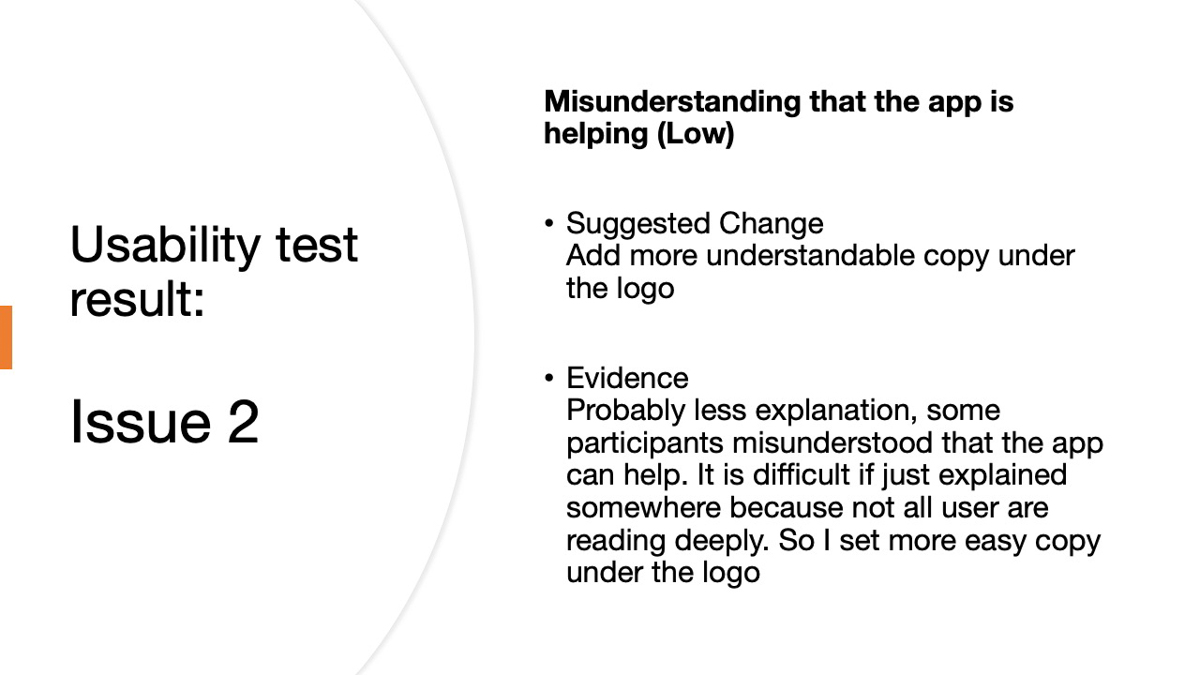 Usability test
result:
Issue 2
Misunderstanding that the app is
helping (Low)
• Suggested Change
Add more understandable copy under
the logo
• Evidence
Probably less explanation, some
participants misunderstood that the app
can help. It is difficult if just explained
somewhere because not all user are
reading deeply. So I set more easy copy
under the logo